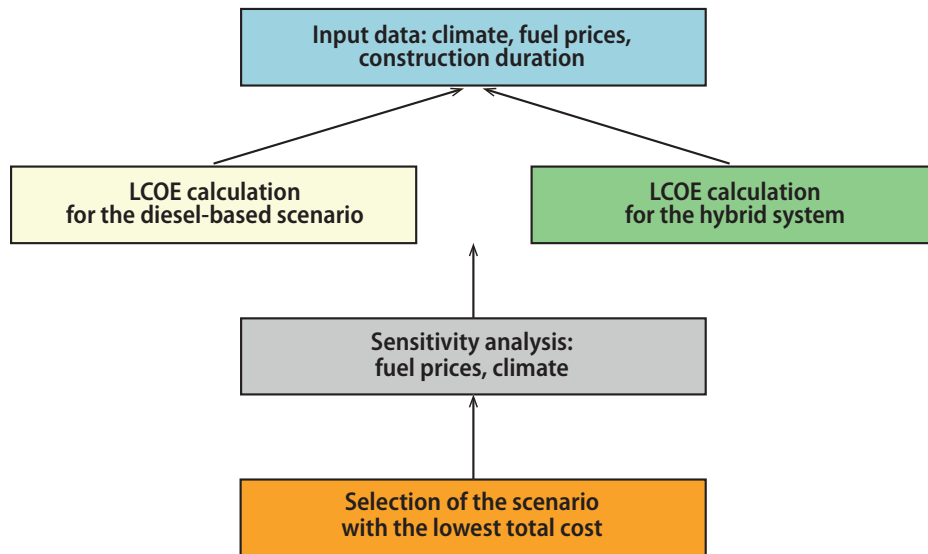 Input data: climate, fuel prices,
construction duration
LCOE calculation
for the diesel-based scenario
LCOE calculation
for the hybrid system
Sensitivity analysis:
fuel prices, climate
Selection of the scenario
with the lowest total cost